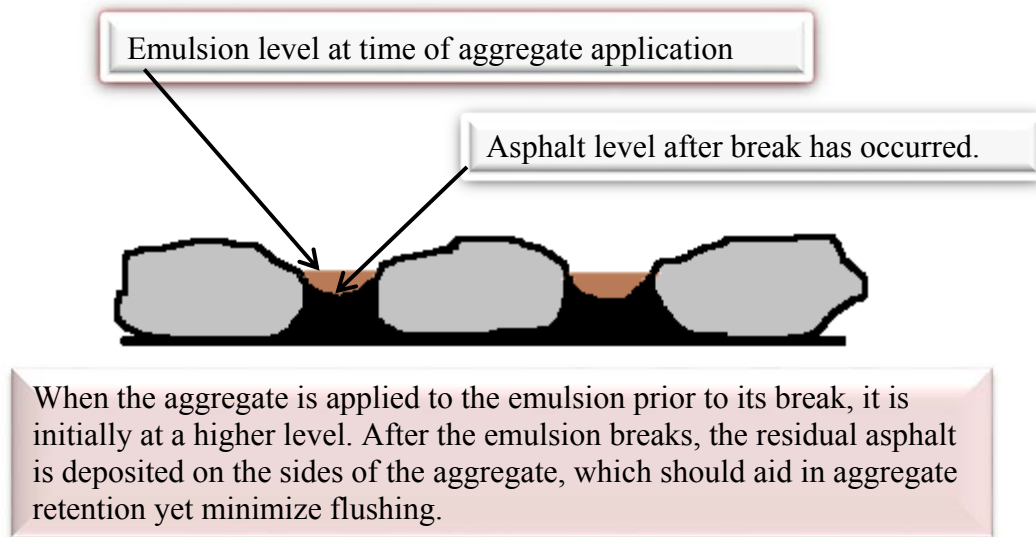 Emulsion level at time of aggregate application
Asphalt level after break has occurred.
When the aggregate is applied to the emulsion prior to its break, it is
initially at a higher level. After the emulsion breaks, the residual asphalt
is deposited on the sides of the aggregate, which should aid in aggregate
retention yet minimize flushing.